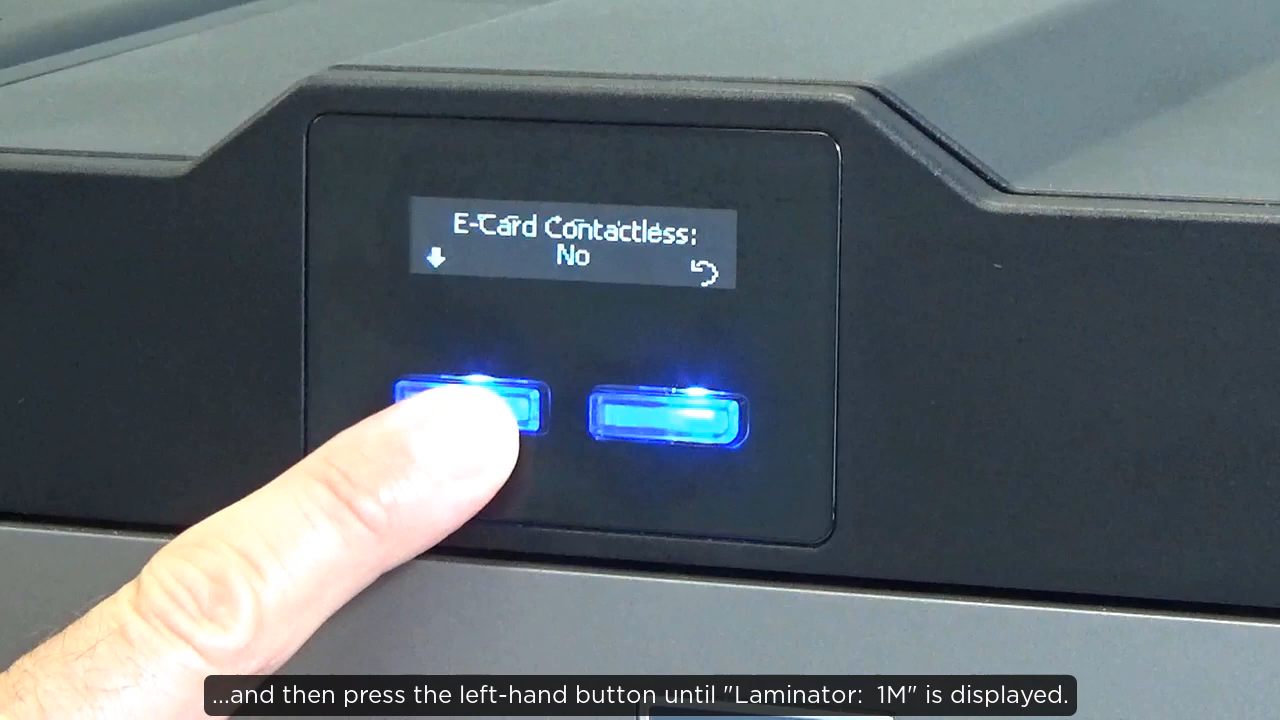 E-Card Contactless:
No
...and then press the left-hand button until "Laminator:  1M" is displayed.